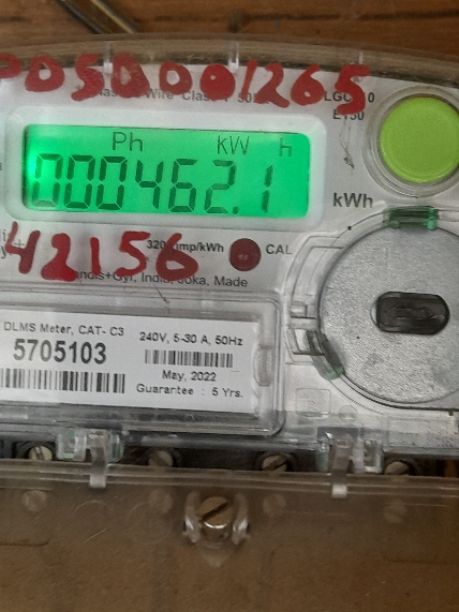 PDSD001265
Ph kW h
000462.1
kWh
42156
imp/kWh
CAL
Made
DLMS Meter, CAT- C3
5705103
240V, 5-30 A, 50Hz
May, 2022
Guarantee : 5 Yrs.